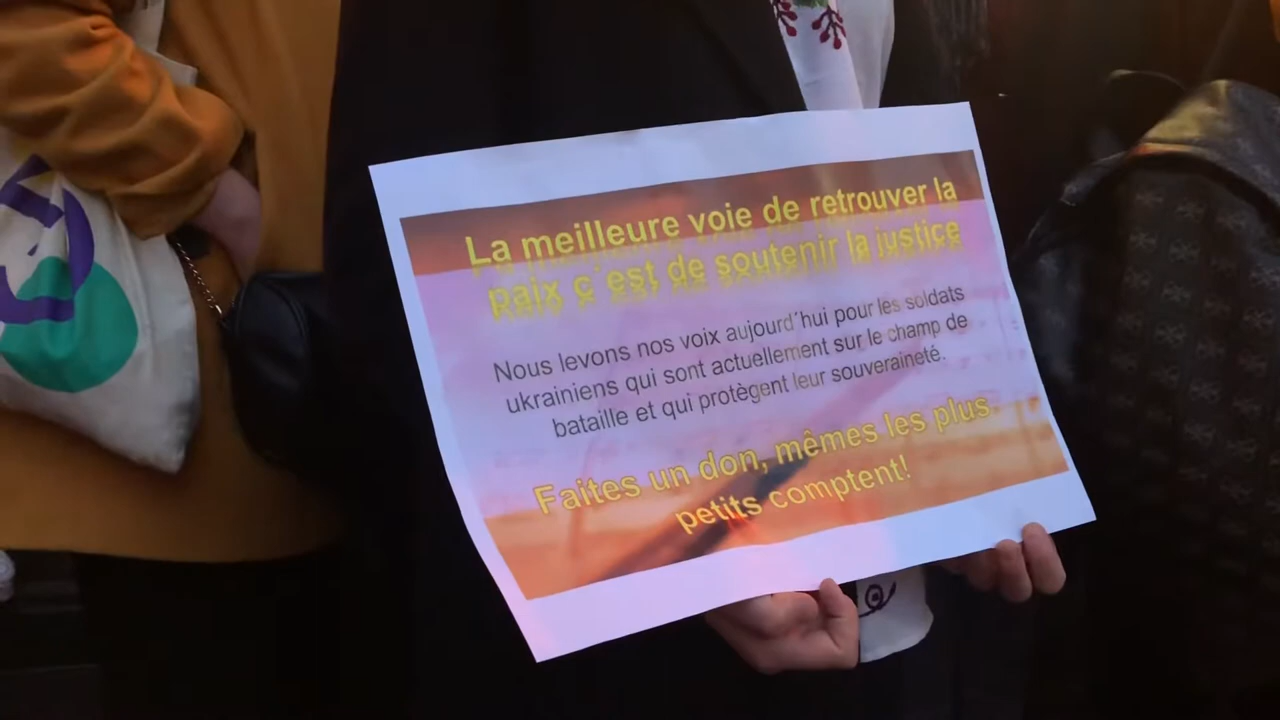 La meilleure voie de retrouver la
paix c´est de soutenir la justice
Nous levons nos voix aujourd´hui pour les soldats
ukrainiens qui sont actuellement sur le champ de
bataille et qui protègent leur souveraineté.
Faites un don, mêmes les plus
petits comptent!